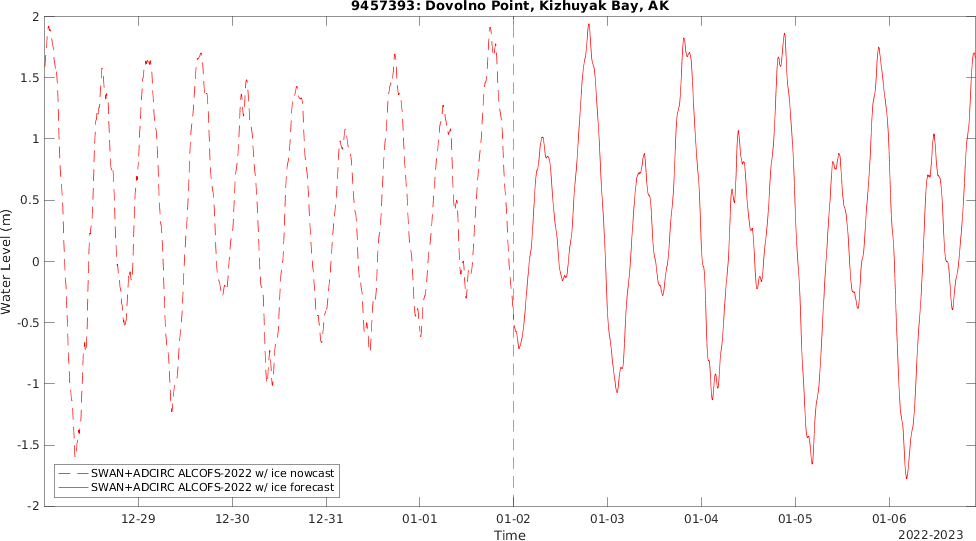 9457393: Dovolno Point, Kizhuyak Bay, AK
2
1.5
1
0.5
0
-0.5
-1
-1.5
-2
Water Level (m)
SWAN+ADCIRC ALCOFS-2022 w/ ice nowcast
SWAN+ADCIRC ALCOFS-2022 w/ ice forecast
12-29 12-30 12-31 01-01 01-02 01-03 01-04 01-05 01-06
Time
2022-2023